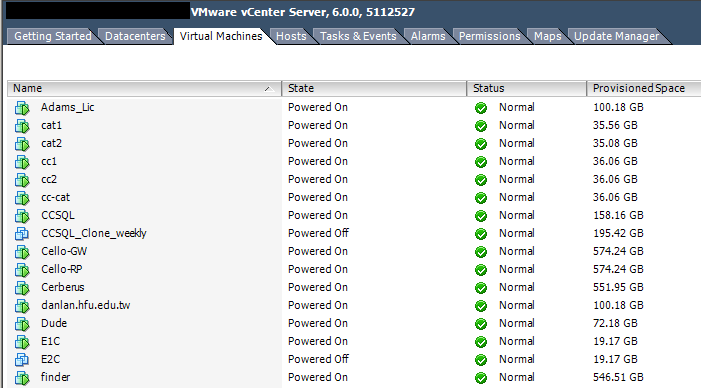 VMware vCenter Server, 6.0.0, 5112527
Getting Started Datacenters Virtual Machines Hosts Tasks & Events Alarms Permissions Maps Update Manager
Name State Status Provisioned Space
Adams_Lic Powered On Normal 100.18 GB
cat1 Powered On Normal 35.56 GB
cat2 Powered On Normal 35.08 GB
cc1 Powered On Normal 36.06 GB
cc2 Powered On Normal 36.06 GB
cc-cat Powered On Normal 36.06 GB
CCSQL Powered On Normal 158.16 GB
CCSQL_Clone_weekly Powered Off Normal 195.42 GB
Cello-GW Powered On Normal 574.24 GB
Cello-RP Powered On Normal 574.24 GB
Cerberus Powered On Normal 551.95 GB
danlan.hfu.edu.tw Powered On Normal 100.18 GB
Dude Powered On Normal 72.18 GB
E1C Powered On Normal 19.17 GB
E2C Powered Off Normal 19.17 GB
finder Powered On Normal 546.51 GB